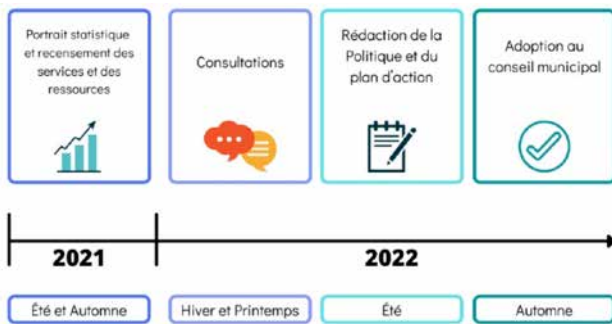 Portrait statistique
et recensement des
services et des
ressources
Consultations
Rédaction de la
Politique et du
plan d'action
Adoption au
conseil municipal
2021
2022
Été et Automne
Hiver et Printemps
Été
Automne